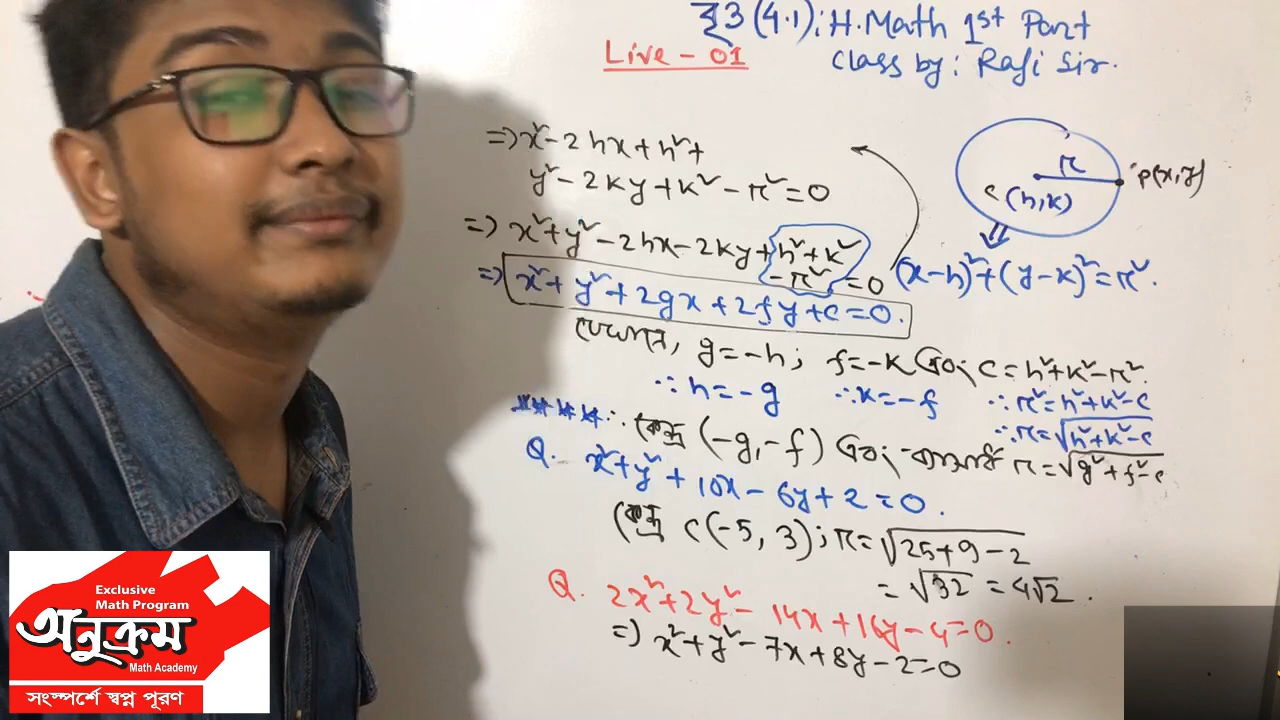 বৃত্ত (4.1): H.Math 1st Part
Live - 01
class by: Rafi Sir.
=> x² - 2hx + h² +
y² - 2ky + k² - r² = 0
=> x² + y² - 2hx - 2ky + h² + k²
- r² = 0
=> x² + y² + 2gx + 2fy + c = 0.
r
P(x,y)
c (h,k)
(x-h)² + (y-k)² = r².
যেখানে, g = -h; f = -k এবং c = h² + k² - r².
∴ h = -g ∴ k = -f ∴ r² = h² + k² - c
∴ r = √h² + k² - c
**** ∴ কেন্দ্র (-g, -f) এবং ব্যাসার্ধ r = √g² + f² - c
Q. x² + y² + 10x - 6y + 2 = 0.
কেন্দ্র c(-5, 3); r = √25 + 9 - 2
= √32 = 4√2.
Q. 2x² + 2y² - 14x + 16y - 4 = 0.
=> x² + y² - 7x + 8y - 2 = 0
Exclusive
Math Program
অনুক্রম
Math Academy
সংস্পর্শে স্বপ্ন পূরণ